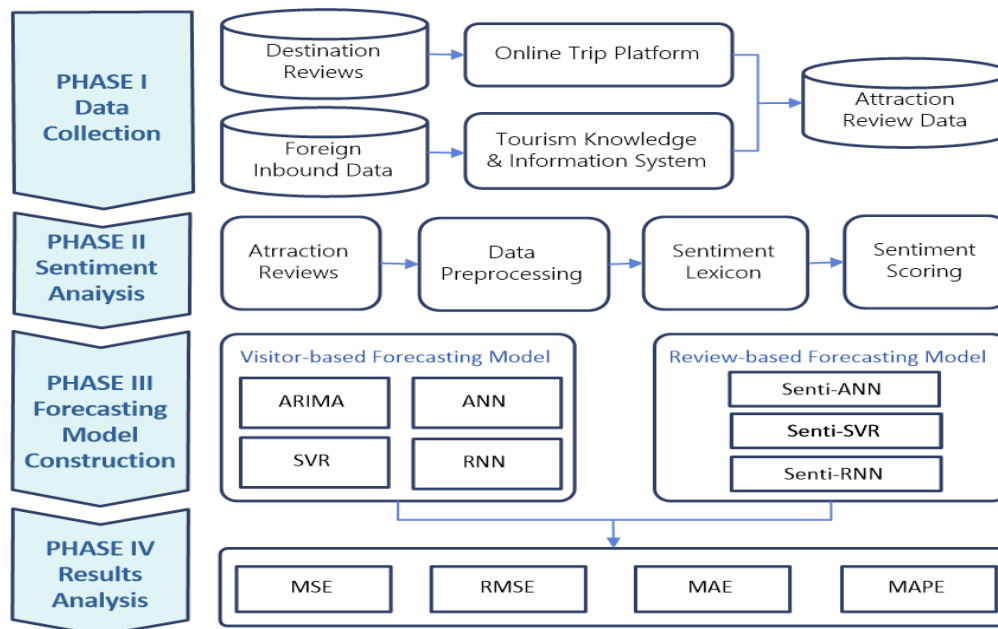 PHASE I
Data
Collection
Destination
Reviews
Online Trip Platform
Attraction
Review Data
Foreign
Inbound Data
Tourism Knowledge
& Information System
PHASE II
Sentiment
Anaiysis
Atrraction
Reviews
Data
Preprocessing
Sentiment
Lexicon
Sentiment
Scoring
PHASE III
Forecasting
Model
Construction
Visitor-based Forecasting Model
ARIMA
ANN
SVR
RNN
Review-based Forecasting Model
Senti-ANN
Senti-SVR
Senti-RNN
PHASE IV
Results
Analysis
MSE
RMSE
MAE
MAPE